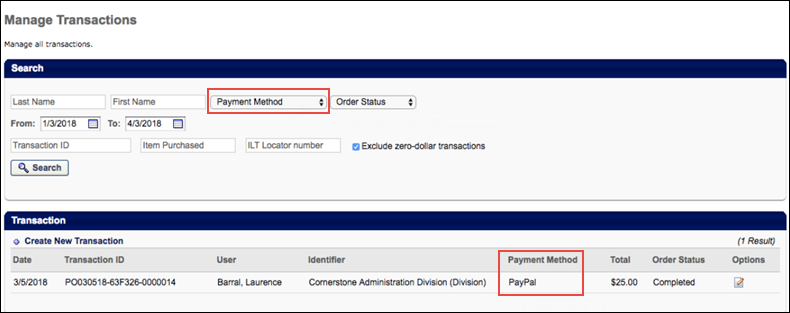 Manage Transactions
Manage all transactions.
Search
Last Name First Name Payment Method Order Status
From: 1/3/2018 To: 4/3/2018
Transaction ID Item Purchased ILT Locator number Exclude zero-dollar transactions
Search
Transaction
Create New Transaction (1 Result)
Date Transaction ID User Identifier Payment Method Total Order Status Options
3/5/2018 PO030518-63F326-0000014 Barral, Laurence Cornerstone Administration Division (Division) PayPal $25.00 Completed